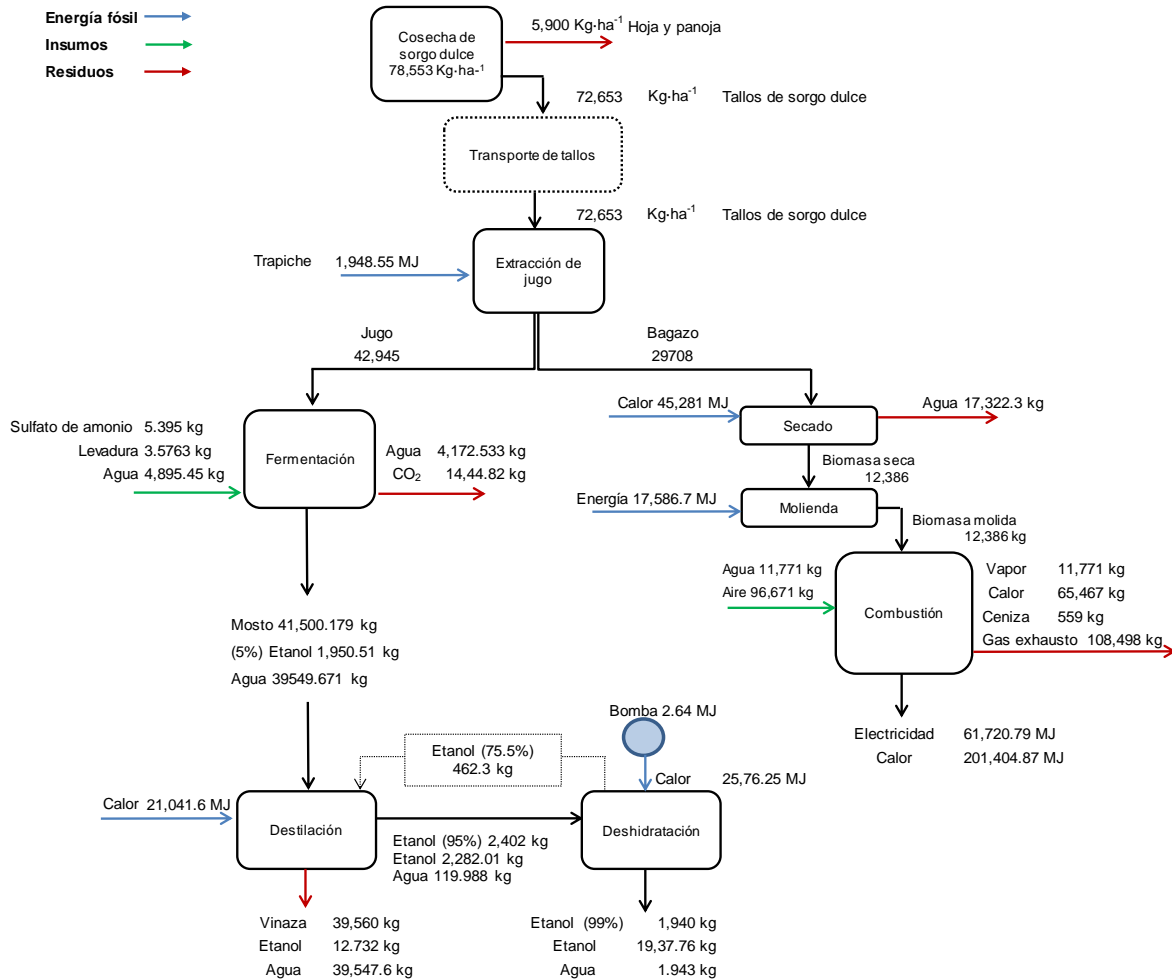 Energía fósil
Insumos
Residuos
Cosecha de
sorgo dulce
78,553 Kg·ha-¹
5,900 Kg·ha⁻¹ Hoja y panoja
72,653 Kg·ha⁻¹ Tallos de sorgo dulce
Transporte de tallos
72,653 Kg·ha⁻¹ Tallos de sorgo dulce
Trapiche 1,948.55 MJ
Extracción de
jugo
Jugo
42,945
Bagazo
29708
Sulfato de amonio 5.395 kg
Levadura 3.5763 kg
Agua 4,895.45 kg
Fermentación
Agua 4,172.533 kg
CO₂ 14,44.82 kg
Calor 45,281 MJ
Secado
Agua 17,322.3 kg
Biomasa seca
12,386
Energía 17,586.7 MJ
Molienda
Biomasa molida
12,386 kg
Agua 11,771 kg
Aire 96,671 kg
Combustión
Vapor 11,771 kg
Calor 65,467 kg
Ceniza 559 kg
Gas exhausto 108,498 kg
Mosto 41,500.179 kg
(5%) Etanol 1,950.51 kg
Agua 39549.671 kg
Electricidad 61,720.79 MJ
Calor 201,404.87 MJ
Bomba 2.64 MJ
Etanol (75.5%)
462.3 kg
Calor 25,76.25 MJ
Calor 21,041.6 MJ
Destilación
Etanol (95%) 2,402 kg
Etanol 2,282.01 kg
Agua 119.988 kg
Deshidratación
Vinaza 39,560 kg
Etanol 12.732 kg
Agua 39,547.6 kg
Etanol (99%) 1,940 kg
Etanol 19,37.76 kg
Agua 1.943 kg